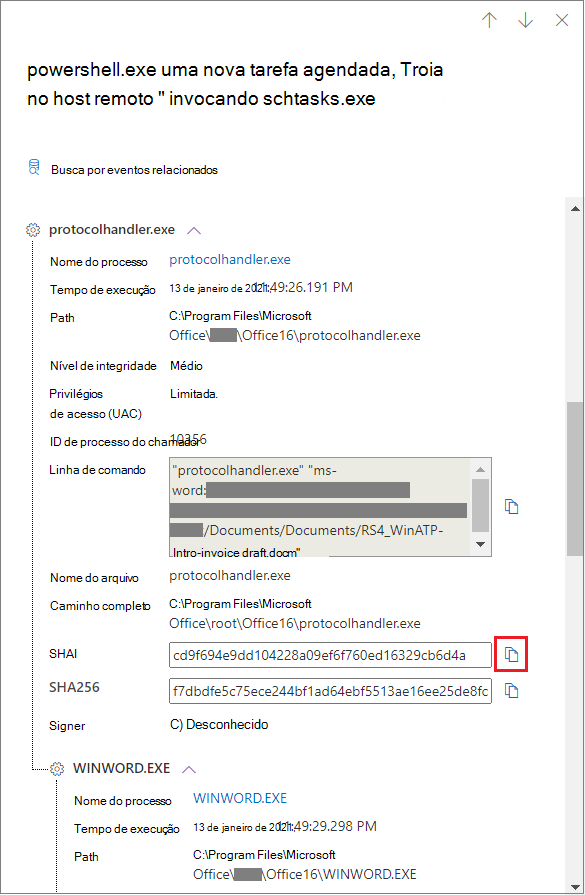 powershell.exe uma nova tarefa agendada, Troia
no host remoto " invocando schtasks.exe
Busca por eventos relacionados
protocolhandler.exe
Nome do processo protocolhandler.exe
Tempo de execução 13 de janeiro de 2021, 11:49:26.191 PM
Path C:\Program Files\Microsoft
Office\ \Office16\protocolhandler.exe
Nível de integridade Médio
Privilégios Limitada.
de acesso (UAC)
ID de processo do chamador 10356
Linha de comando "protocolhandler.exe" "ms-
word:
/Documents/Documents/RS4_WinATP-
Intro-invoice draft.docm"
Nome do arquivo protocolhandler.exe
Caminho completo C:\Program Files\Microsoft
Office\root\Office16\protocolhandler.exe
SHAI cd9f694e9dd104228a09ef6f760ed16329cb6d4a
SHA256 f7dbdfe5c75ece244bf1ad64ebf5513ae16ee25de8fc
Signer C) Desconhecido
WINWORD.EXE
Nome do processo WINWORD.EXE
Tempo de execução 13 de janeiro de 2021, 11:49:29.298 PM
Path C:\Program Files\Microsoft
Office\ \Office16\WINWORD.EXE